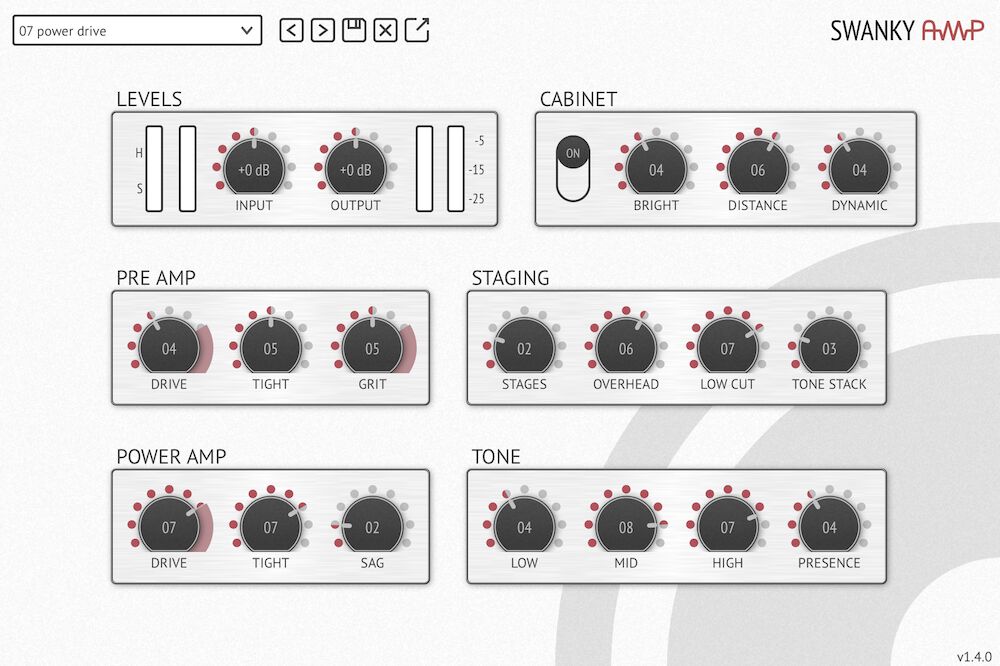 07 power drive
SWANKY AMP
LEVELS
H
S
+0 dB
+0 dB
-5
-15
-25
INPUT
OUTPUT
CABINET
ON
04
06
04
BRIGHT
DISTANCE
DYNAMIC
PRE AMP
04
05
05
DRIVE
TIGHT
GRIT
STAGING
02
06
07
03
STAGES
OVERHEAD
LOW CUT
TONE STACK
POWER AMP
07
07
02
DRIVE
TIGHT
SAG
TONE
04
08
07
04
LOW
MID
HIGH
PRESENCE
v1.4.0